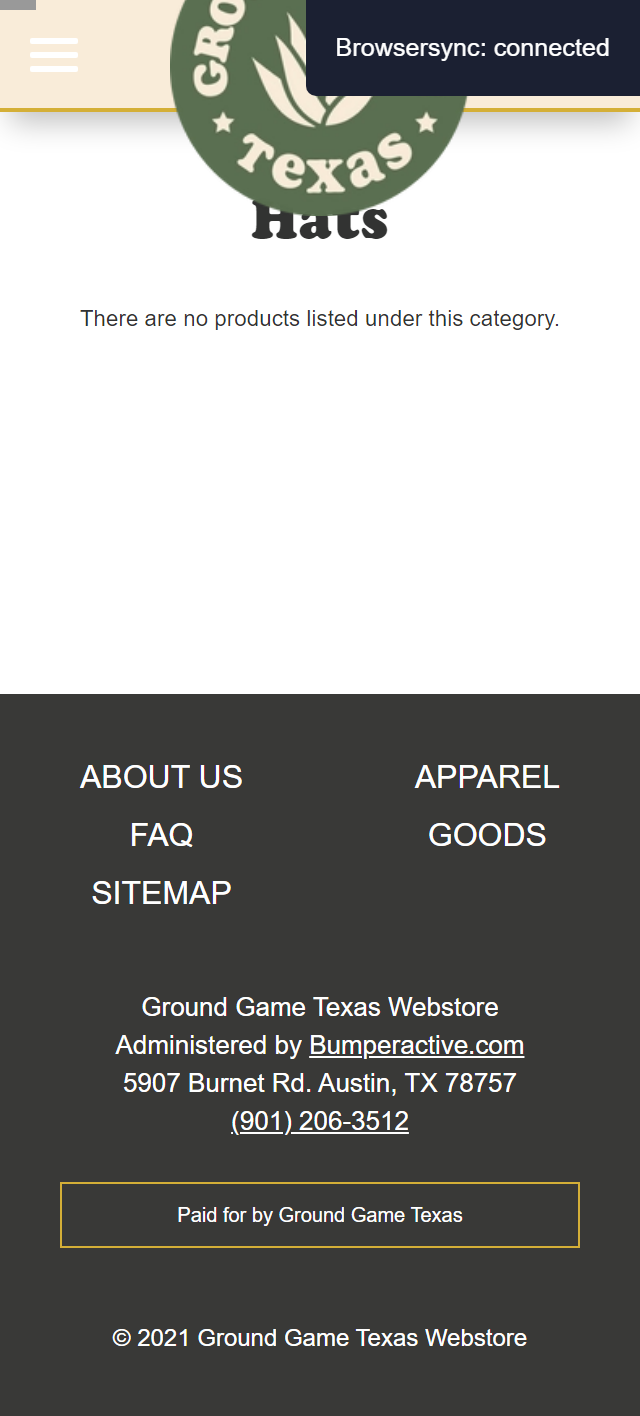 GRO
Browsersync: connected
Texas
Hats
There are no products listed under this category.
ABOUT US
APPAREL
FAQ
GOODS
SITEMAP
Ground Game Texas Webstore
Administered by Bumperactive.com
5907 Burnet Rd. Austin, TX 78757
(901) 206-3512
Paid for by Ground Game Texas
© 2021 Ground Game Texas Webstore